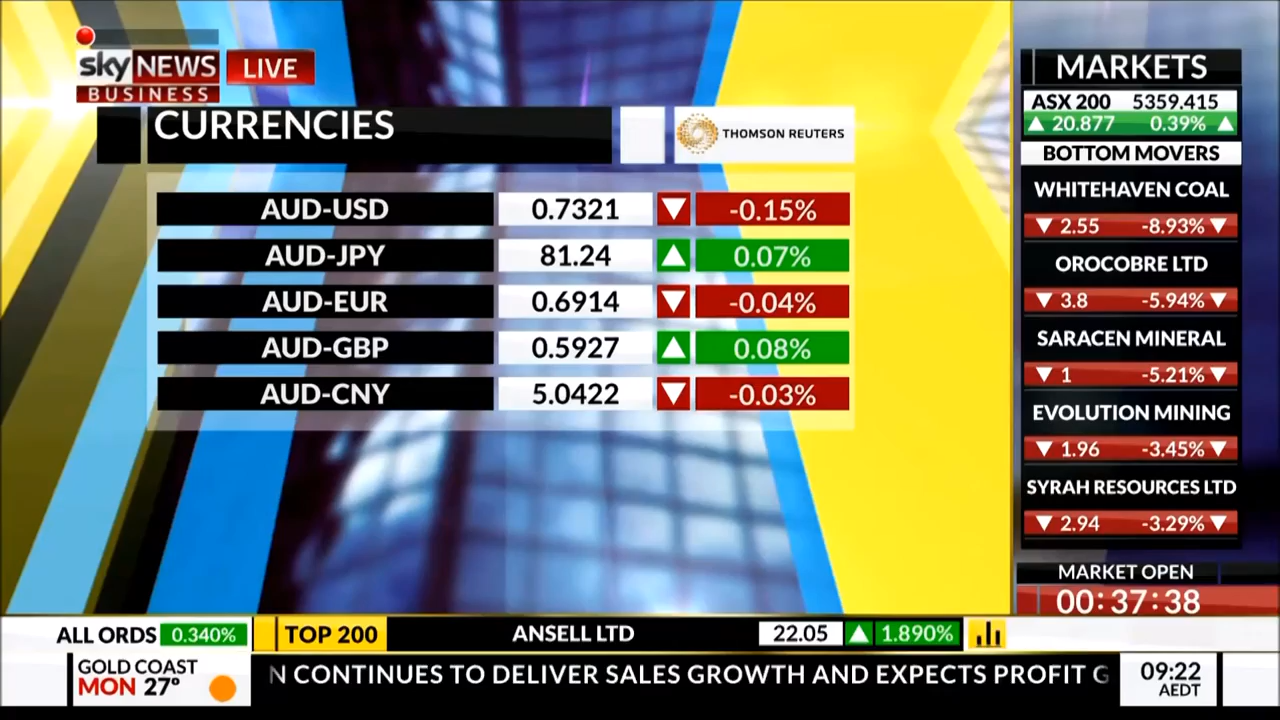 sky NEWS
BUSINESS
LIVE
CURRENCIES
THOMSON REUTERS
AUD-USD 0.7321 ▼ -0.15%
AUD-JPY 81.24 ▲ 0.07%
AUD-EUR 0.6914 ▼ -0.04%
AUD-GBP 0.5927 ▲ 0.08%
AUD-CNY 5.0422 ▼ -0.03%
MARKETS
ASX 200 5359.415
▲ 20.877 0.39% ▲
BOTTOM MOVERS
WHITEHAVEN COAL
▼ 2.55 -8.93% ▼
OROCOBRE LTD
▼ 3.8 -5.94% ▼
SARACEN MINERAL
▼ 1 -5.21% ▼
EVOLUTION MINING
▼ 1.96 -3.45% ▼
SYRAH RESOURCES LTD
▼ 2.94 -3.29% ▼
MARKET OPEN
00:37:38
ALL ORDS 0.340% TOP 200 ANSELL LTD 22.05 ▲ 1.890%
GOLD COAST
MON 27°
N CONTINUES TO DELIVER SALES GROWTH AND EXPECTS PROFIT G
09:22
AEDT